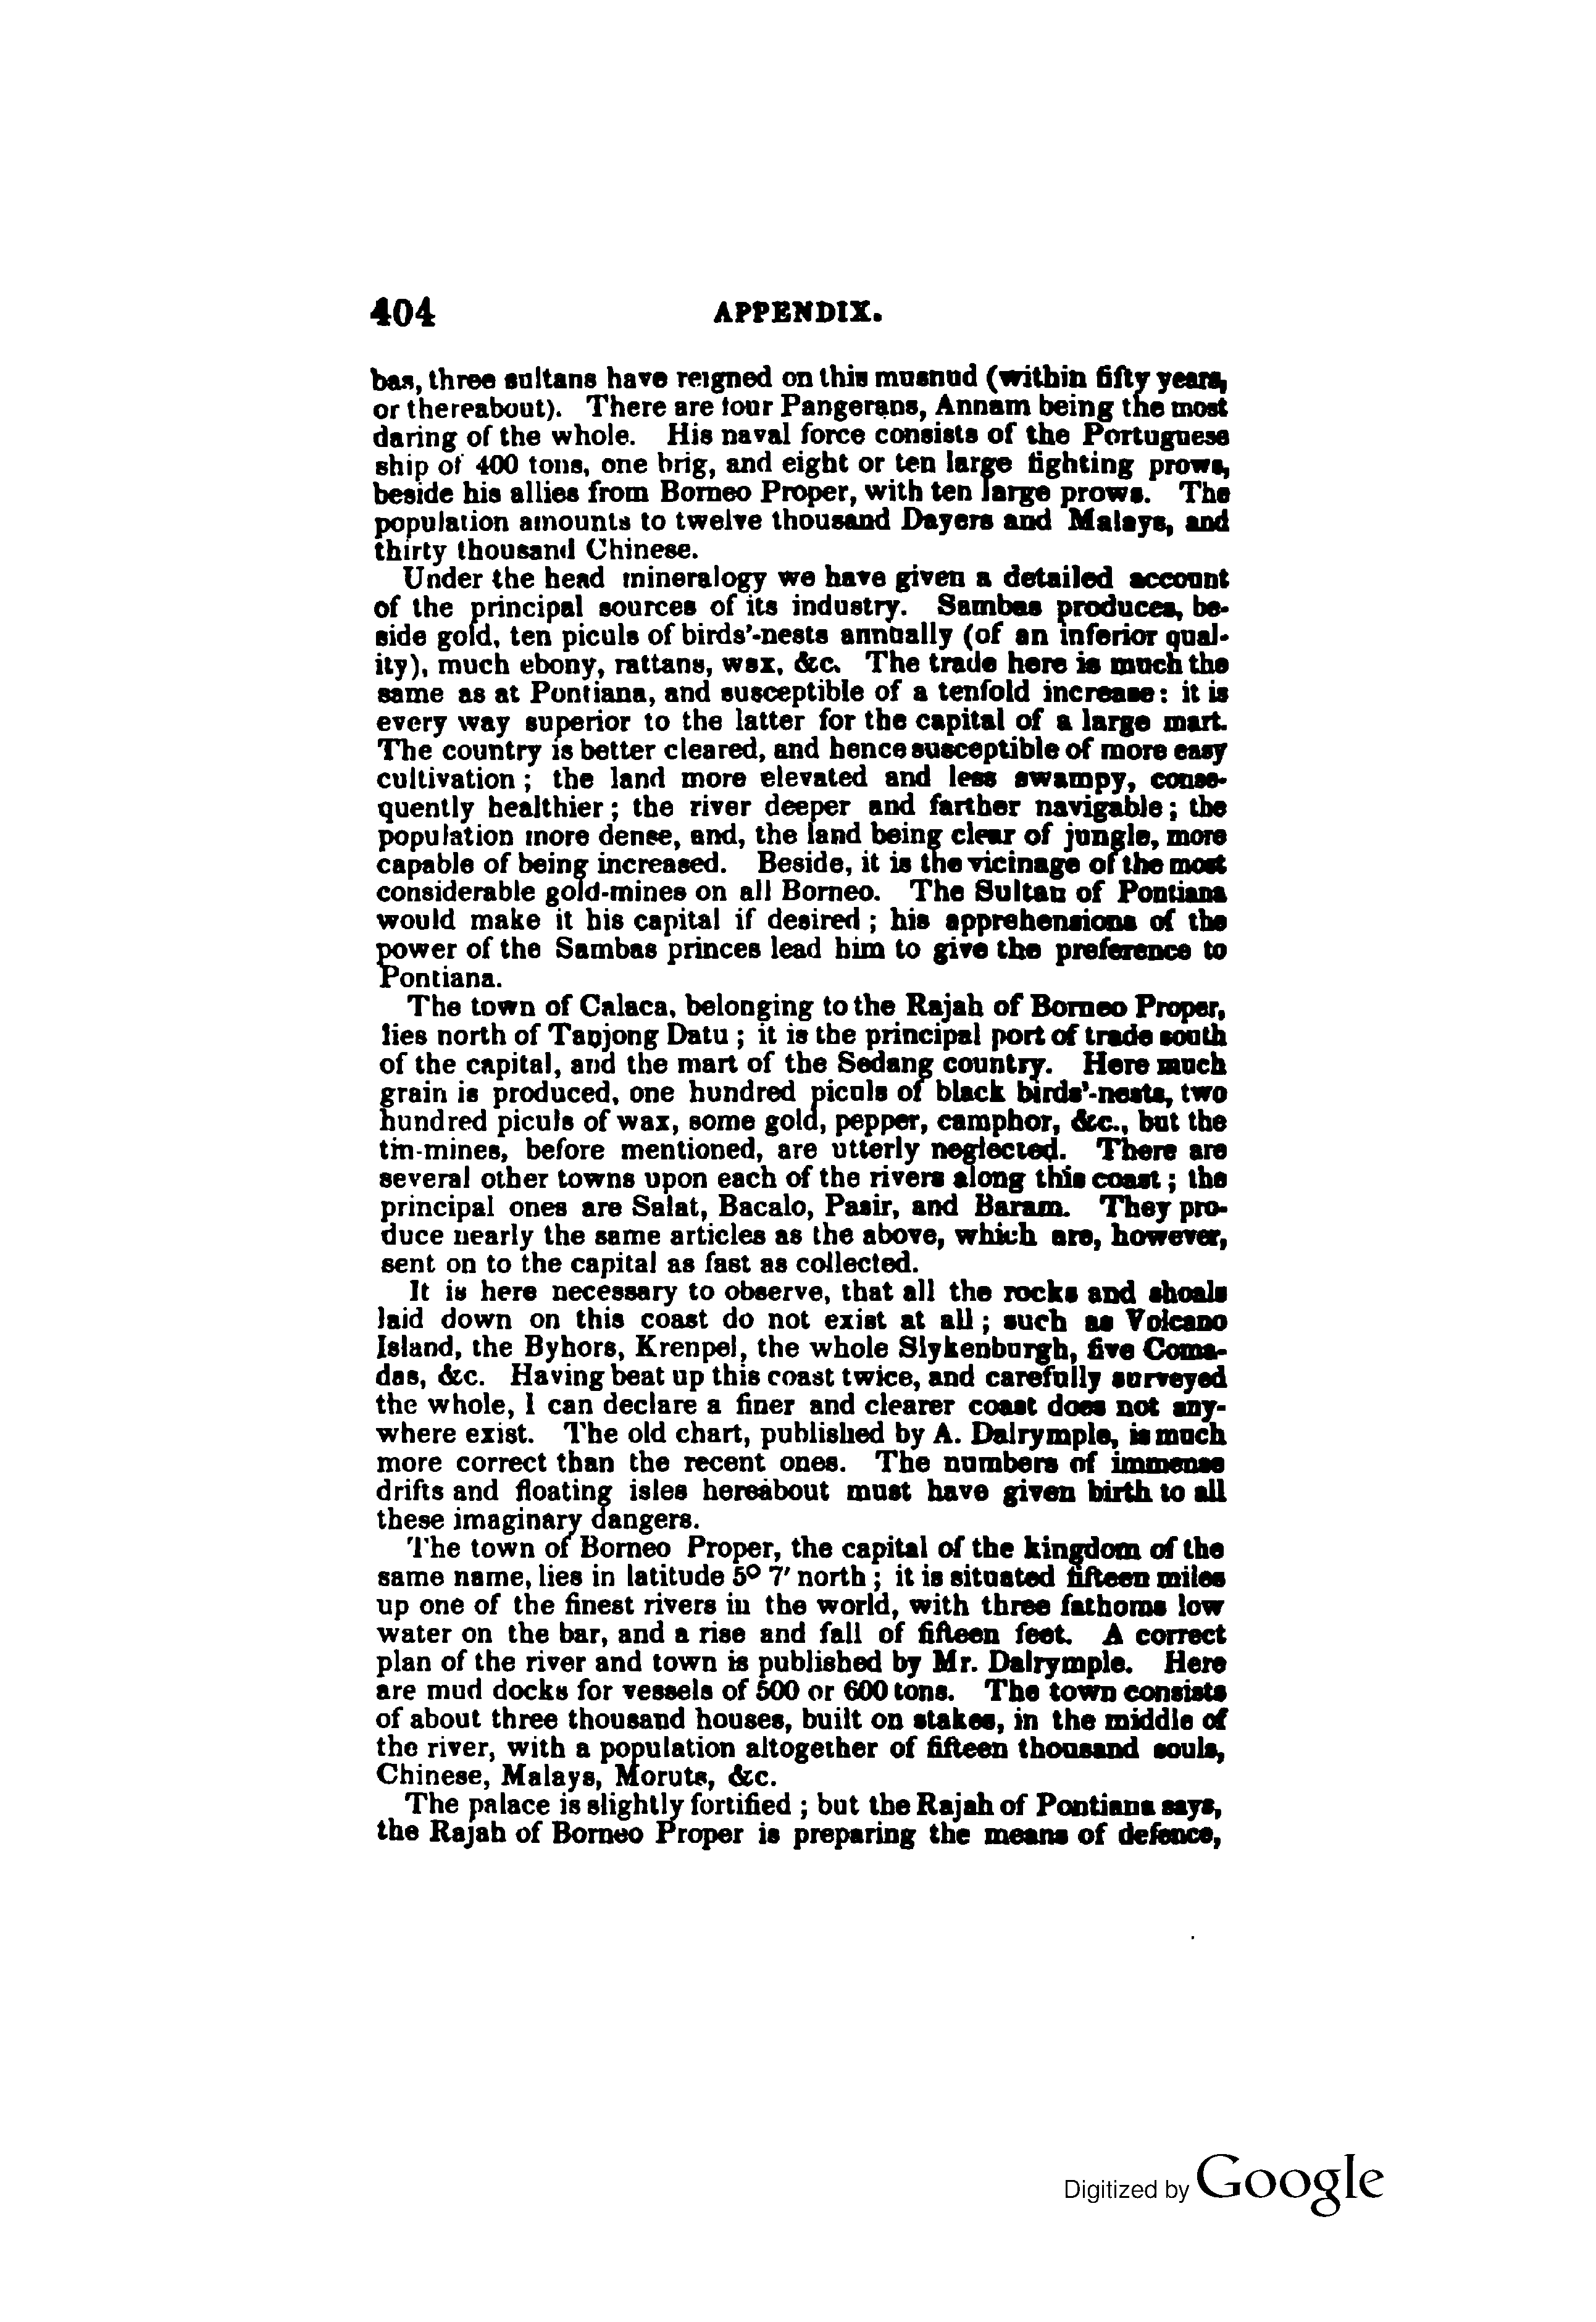 404 APPENDIX.
bas, three sultans have reigned on this musnud (within fifty years,
or thereabout). There are four Pangerans, Annam being the most
daring of the whole. His naval force consists of the Portuguese
ship of 400 tons, one brig, and eight or ten large fighting prows,
beside his allies from Borneo Proper, with ten large prows. The
population amounts to twelve thousand Dayers and Malays, and
thirty thousand Chinese.
Under the head mineralogy we have given a detailed account
of the principal sources of its industry. Sambas produces, be-
side gold, ten piculs of birds'-nests annually (of an inferior qual-
ity), much ebony, rattans, wax, &c. The trade here is much the
same as at Pontiana, and susceptible of a tenfold increase: it is
every way superior to the latter for the capital of a large mart.
The country is better cleared, and hence susceptible of more easy
cultivation; the land more elevated and less swampy, conse-
quently healthier; the river deeper and farther navigable; the
population more dense, and, the land being clear of jungle, more
capable of being increased. Beside, it is the vicinage of the most
considerable gold-mines on all Borneo. The Sultan of Pontiana
would make it his capital if desired; his apprehensions of the
power of the Sambas princes lead him to give the preference to
Pontiana.
The town of Calaca, belonging to the Rajah of Borneo Proper,
lies north of Tanjong Datu; it is the principal port of trade south
of the capital, and the mart of the Sedang country. Here much
grain is produced, one hundred piculs of black birds'-nests, two
hundred piculs of wax, some gold, pepper, camphor, &c., but the
tin-mines, before mentioned, are utterly neglected. There are
several other towns upon each of the rivers along this coast; the
principal ones are Salat, Bacalo, Pasir, and Baram. They pro-
duce nearly the same articles as the above, which are, however,
sent on to the capital as fast as collected.
It is here necessary to observe, that all the rocks and shoals
laid down on this coast do not exist at all; such as Volcano
Island, the Byhors, Krenpel, the whole Slykenburgh, five Coma-
das, &c. Having beat up this coast twice, and carefully surveyed
the whole, I can declare a finer and clearer coast does not any-
where exist. The old chart, published by A. Dalrymple, is much
more correct than the recent ones. The numbers of immense
drifts and floating isles hereabout must have given birth to all
these imaginary dangers.
The town of Borneo Proper, the capital of the kingdom of the
same name, lies in latitude 5° 7' north; it is situated fifteen miles
up one of the finest rivers in the world, with three fathoms low
water on the bar, and a rise and fall of fifteen feet. A correct
plan of the river and town is published by Mr. Dalrymple. Here
are mud docks for vessels of 500 or 600 tons. The town consists
of about three thousand houses, built on stakes, in the middle of
the river, with a population altogether of fifteen thousand souls,
Chinese, Malays, Moruts, &c.
The palace is slightly fortified; but the Rajah of Pontiana says,
the Rajah of Borneo Proper is preparing the means of defence,
Digitized by Google